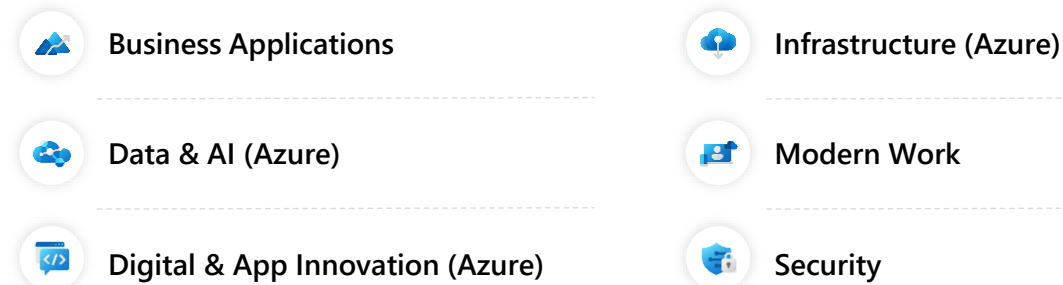 Business Applications
Data & AI (Azure)
Digital & App Innovation (Azure)
Infrastructure (Azure)
Modern Work
Security